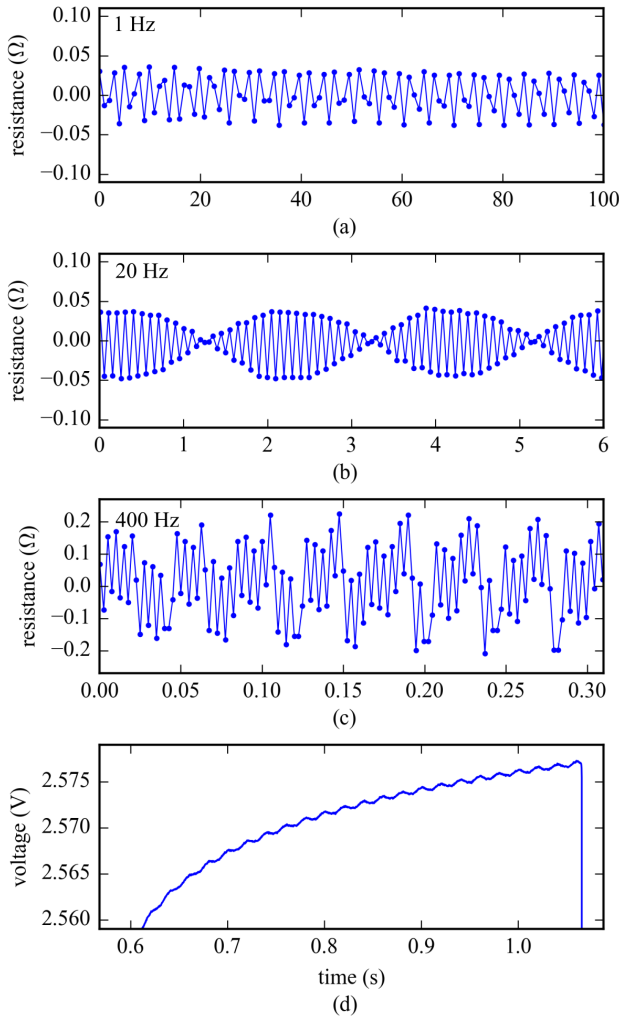 1 Hz
resistance (Ω)
0.10
0.05
0.00
−0.05
−0.10
0 20 40 60 80 100
(a)
20 Hz
resistance (Ω)
0.10
0.05
0.00
−0.05
−0.10
0 1 2 3 4 5 6
(b)
400 Hz
resistance (Ω)
0.2
0.1
0.0
−0.1
−0.2
0.00 0.05 0.10 0.15 0.20 0.25 0.30
(c)
voltage (V)
2.575
2.570
2.565
2.560
0.6 0.7 0.8 0.9 1.0
time (s)
(d)